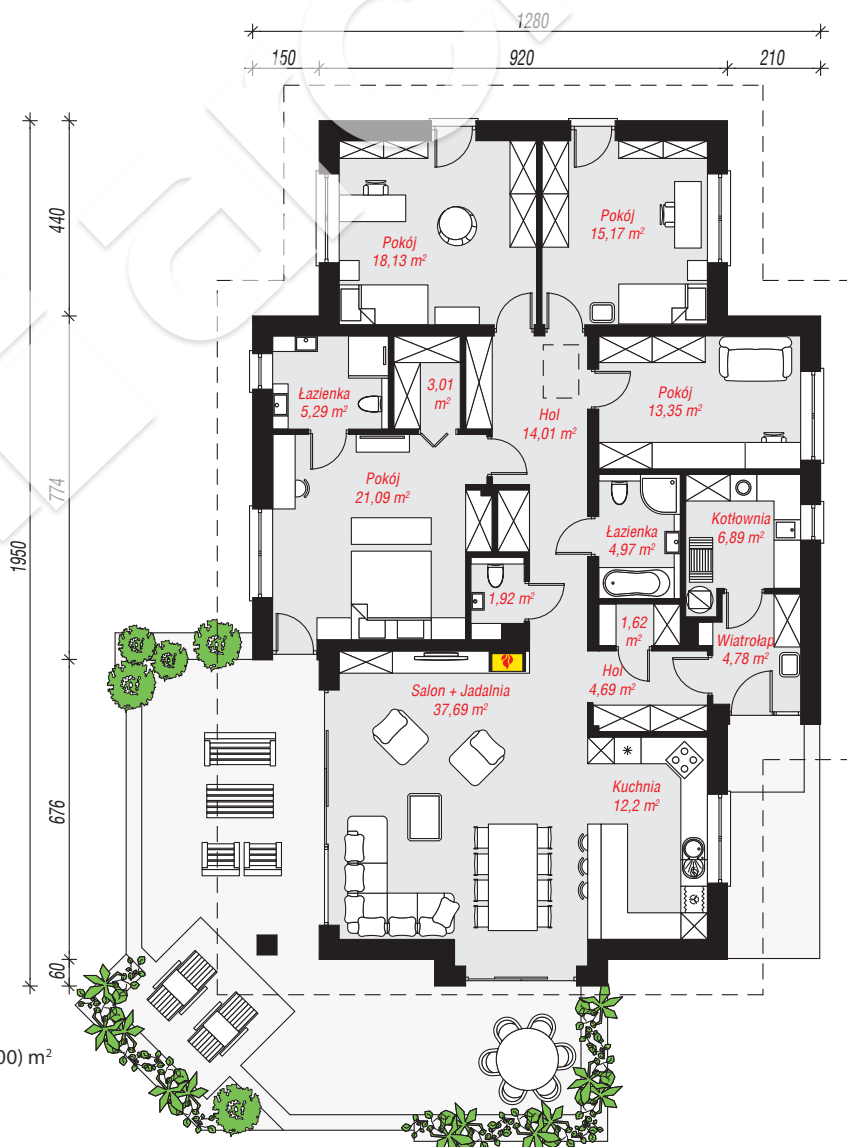 1280
150
920
210
1950
440
774
676
60
Pokój
18,13 m²
Pokój
15,17 m²
Łazienka
5,29 m²
3,01
m²
Hol
14,01 m²
Pokój
13,35 m²
Pokój
21,09 m²
Łazienka
4,97 m²
Kotłownia
6,89 m²
1,92 m²
1,62
m²
Wiatrołap
4,78 m²
Hol
4,69 m²
Salon + Jadalnia
37,69 m²
Kuchnia
12,2 m²
00) m²